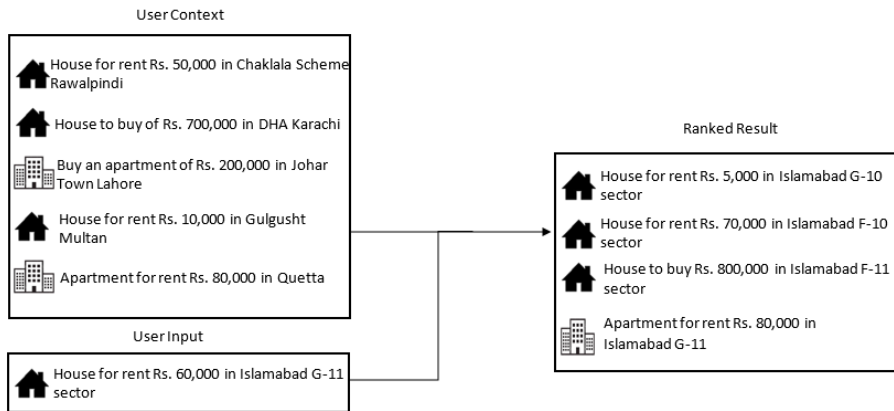 User Context
House for rent Rs. 50,000 in Chaklala Scheme
Rawalpindi
House to buy of Rs. 700,000 in DHA Karachi
Buy an apartment of Rs. 200,000 in Johar
Town Lahore
House for rent Rs. 10,000 in Gulgusht
Multan
Apartment for rent Rs. 80,000 in Quetta
User Input
House for rent Rs. 60,000 in Islamabad G-11
sector
Ranked Result
House for rent Rs. 5,000 in Islamabad G-10
sector
House for rent Rs. 70,000 in Islamabad F-10
sector
House to buy Rs. 800,000 in Islamabad F-11
sector
Apartment for rent Rs. 80,000 in
Islamabad G-11